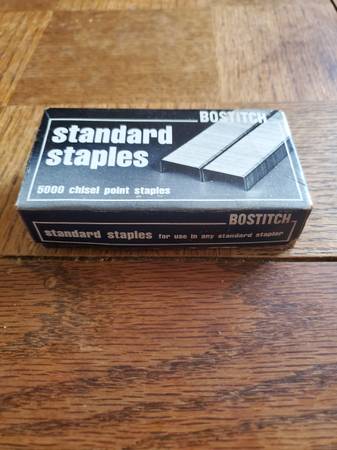 BOSTITCH
standard
staples
5000 chisel point staples
BOSTITCH
standard staples for use in any standard stapler